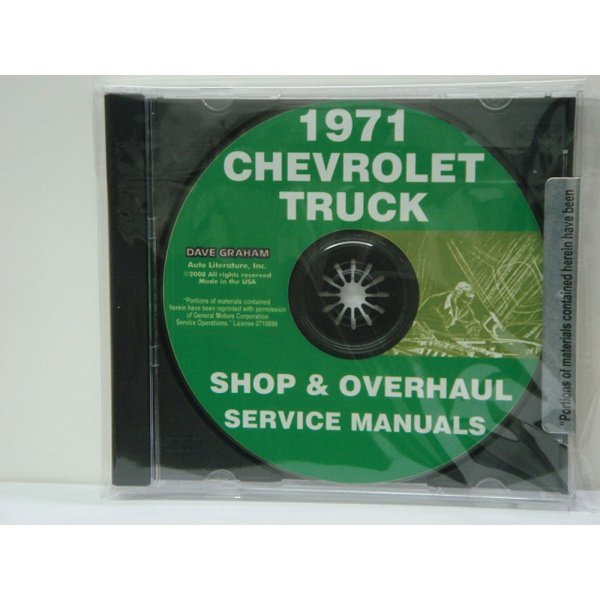 1971
CHEVROLET
TRUCK
DAVE GRAHAM
Auto Literature, Inc.
©2008 All rights reserved
Made in the USA
"Portions of materials contained
herein have been reprinted with permission
of General Motors Corporation
Service Operations." License 0710896
SHOP & OVERHAUL
SERVICE MANUALS
"Portions of materials contained herein have been